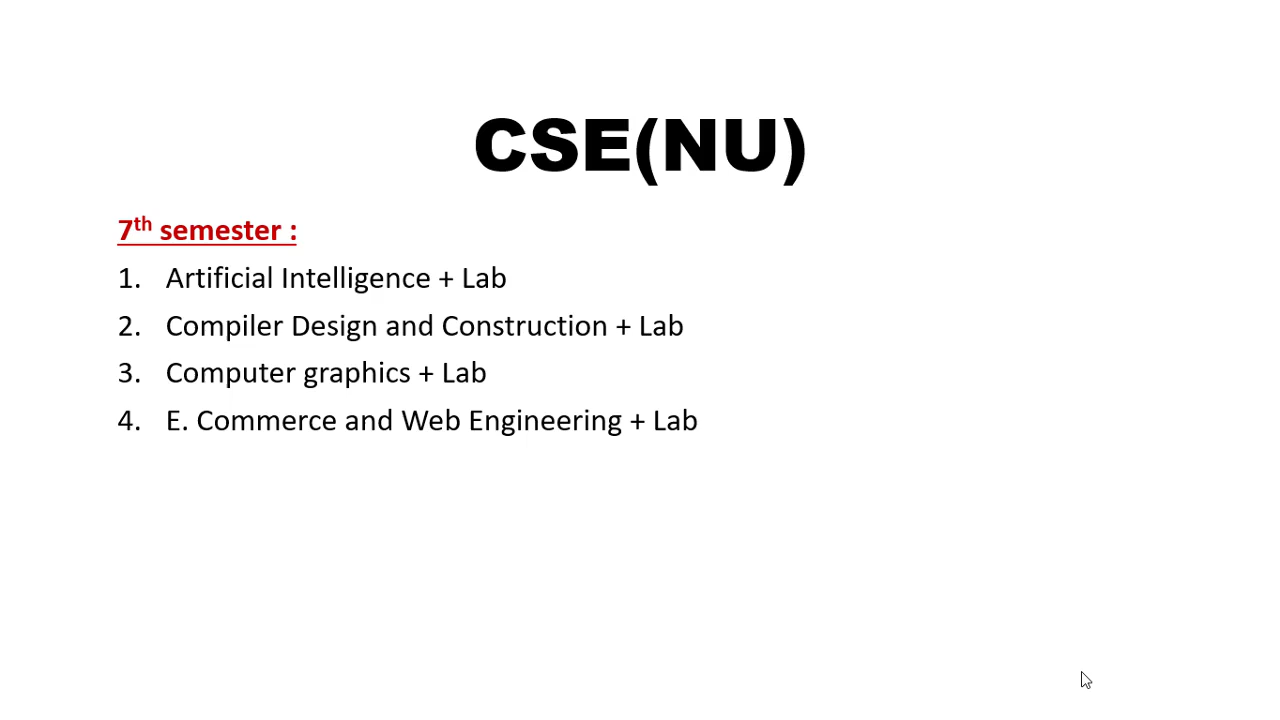 CSE(NU)
7th semester :
1. Artificial Intelligence + Lab
2. Compiler Design and Construction + Lab
3. Computer graphics + Lab
4. E. Commerce and Web Engineering + Lab